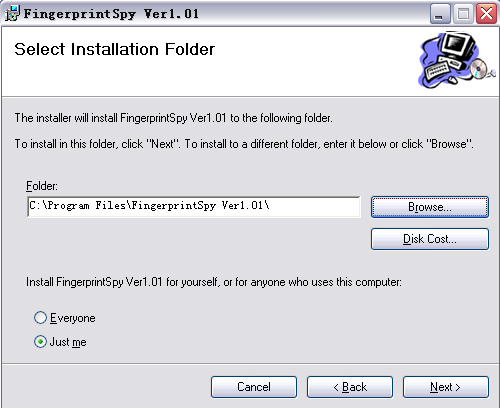 FingerprintSpy Ver1.01
Select Installation Folder
The installer will install FingerprintSpy Ver1.01 to the following folder.
To install in this folder, click "Next". To install to a different folder, enter it below or click "Browse".
Folder:
C:\Program Files\FingerprintSpy Ver1.01\
Browse...
Disk Cost...
Install FingerprintSpy Ver1.01 for yourself, or for anyone who uses this computer:
Everyone
Just me
Cancel < Back Next >